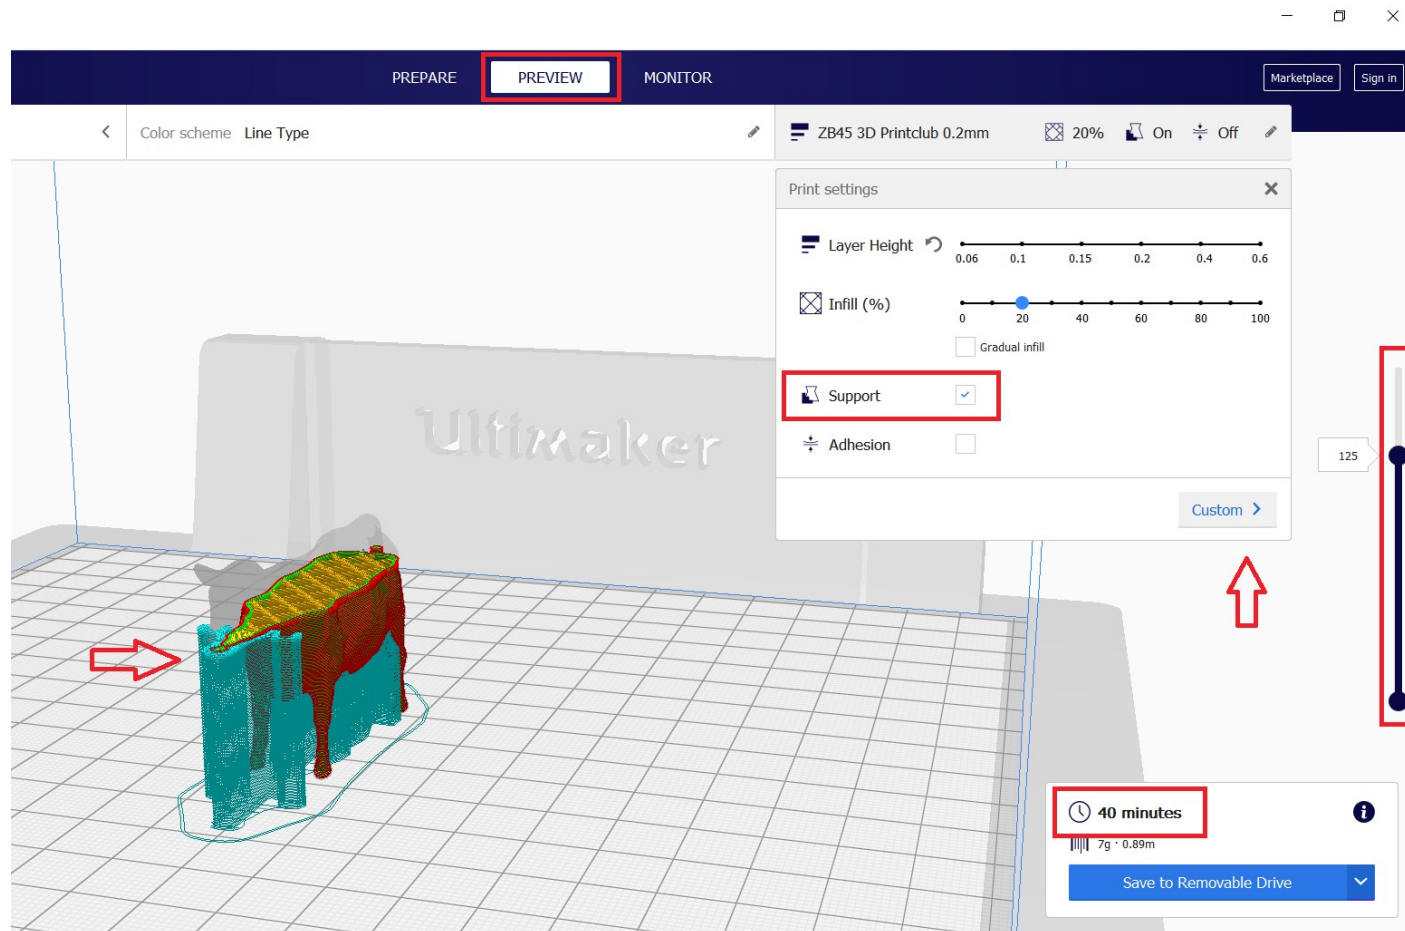 PREPARE PREVIEW MONITOR Marketplace Sign in
Color scheme Line Type ZB45 3D Printclub 0.2mm 20% On Off
Print settings
Layer Height
0.06 0.1 0.15 0.2 0.4 0.6
Infill (%)
0 20 40 60 80 100
Gradual infill
Support
Adhesion
Custom
Ultimaker
125
40 minutes
7g · 0.89m
Save to Removable Drive